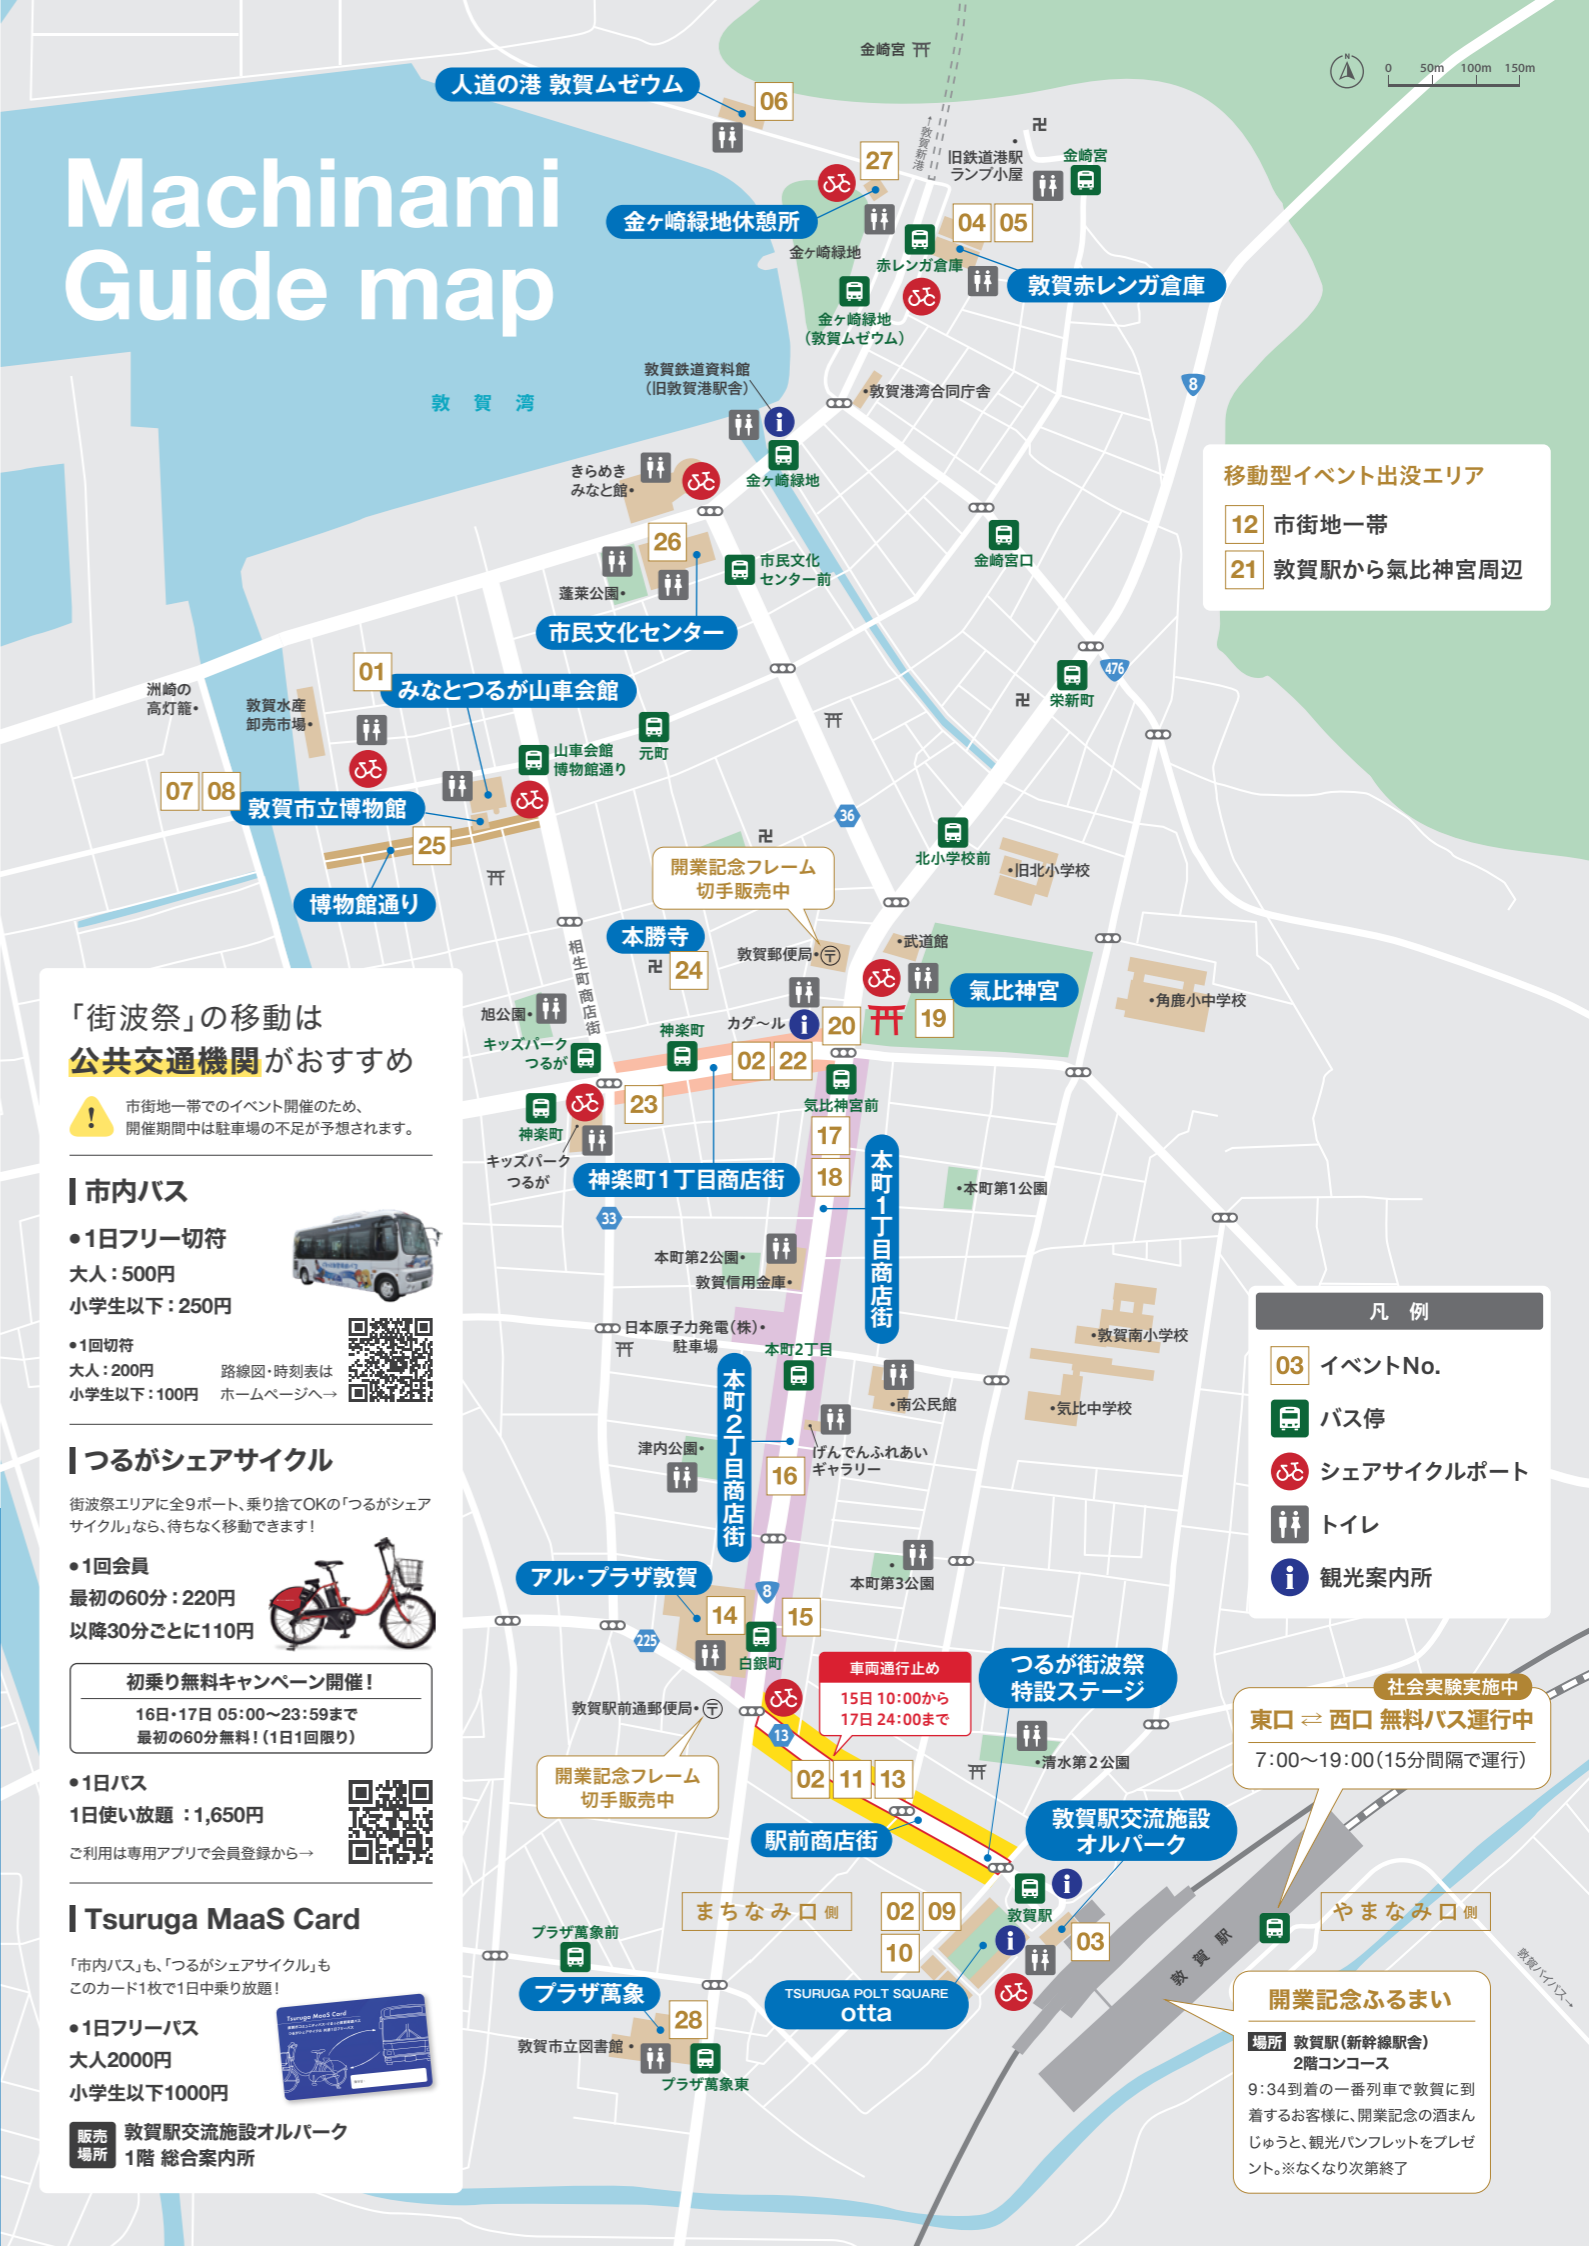 Machinami
Guide map
敦賀湾
N
0 50m 100m 150m
金崎宮
人道の港 敦賀ムゼウム
06
←敦賀新港
旧鉄道港駅
ランプ小屋
金崎宮
27
金ヶ崎緑地休憩所
金ヶ崎緑地
04 05
赤レンガ倉庫
敦賀赤レンガ倉庫
金ヶ崎緑地
（敦賀ムゼウム）
敦賀鉄道資料館
（旧敦賀港駅舎）
・敦賀港湾合同庁舎
8
金ヶ崎緑地
きらめき
みなと館・
移動型イベント出没エリア
12 市街地一帯
21 敦賀駅から氣比神宮周辺
26
市民文化
センター前
金崎宮口
蓬莱公園・
市民文化センター
01
みなとつるが山車会館
洲崎の
高灯籠・
敦賀水産
卸売市場・
476
栄新町
元町
山車会館
博物館通り
07 08
敦賀市立博物館
25
博物館通り
36
北小学校前
・旧北小学校
開業記念フレーム
切手販売中
本勝寺
24
敦賀郵便局・
・武道館
相生町商店街
氣比神宮
・角鹿小中学校
旭公園・
カグ～ル
20
19
キッズパーク
つるが
神楽町
02 22
気比神宮前
23
神楽町
キッズパーク
つるが
神楽町1丁目商店街
17
18
本町1丁目商店街
・本町第1公園
33
本町第2公園・
敦賀信用金庫・
日本原子力発電（株）・
駐車場
本町2丁目
・敦賀南小学校
本町2丁目商店街
・南公民館
・気比中学校
げんでんふれあい
ギャラリー
津内公園・
16
本町第3公園
アル・プラザ敦賀
8
14
15
225
白銀町
車両通行止め
15日 10：00から
17日 24：00まで
つるが街波祭
特設ステージ
敦賀駅前通郵便局・
13
開業記念フレーム
切手販売中
02 11 13
・清水第2公園
駅前商店街
敦賀駅交流施設
オルパーク
まちなみ口側
02 09
10
敦賀駅
03
敦賀駅
やまなみ口側
敦賀バイパス→
TSURUGA POLT SQUARE
otta
プラザ萬象前
プラザ萬象
28
敦賀市立図書館・
プラザ萬象東
社会実験実施中
東口 ⇄ 西口 無料バス運行中
7：00～19：00（15分間隔で運行）
開業記念ふるまい
場所 敦賀駅（新幹線駅舎）
2階コンコース
9：34到着の一番列車で敦賀に到
着するお客様に、開業記念の酒まん
じゅうと、観光パンフレットをプレゼ
ント。※なくなり次第終了
凡 例
03 イベントNo.
バス停
シェアサイクルポート
トイレ
観光案内所
「街波祭」の移動は
公共交通機関がおすすめ
!
市街地一帯でのイベント開催のため、
開催期間中は駐車場の不足が予想されます。
市内バス
●1日フリー切符
大人：500円
小学生以下：250円
●1回切符
大人：200円
小学生以下：100円
路線図・時刻表は
ホームページへ→
つるがシェアサイクル
街波祭エリアに全9ポート、乗り捨てOKの「つるがシェア
サイクル」なら、待ちなく移動できます！
●1回会員
最初の60分：220円
以降30分ごとに110円
初乗り無料キャンペーン開催！
16日・17日 05：00～23：59まで
最初の60分無料！（1日1回限り）
●1日パス
1日使い放題 ：1,650円
ご利用は専用アプリで会員登録から→
Tsuruga MaaS Card
「市内バス」も、「つるがシェアサイクル」も
このカード1枚で1日中乗り放題！
●1日フリーパス
大人2000円
小学生以下1000円
Tsuruga MaaS Card
販売
場所
敦賀駅交流施設オルパーク
1階 総合案内所